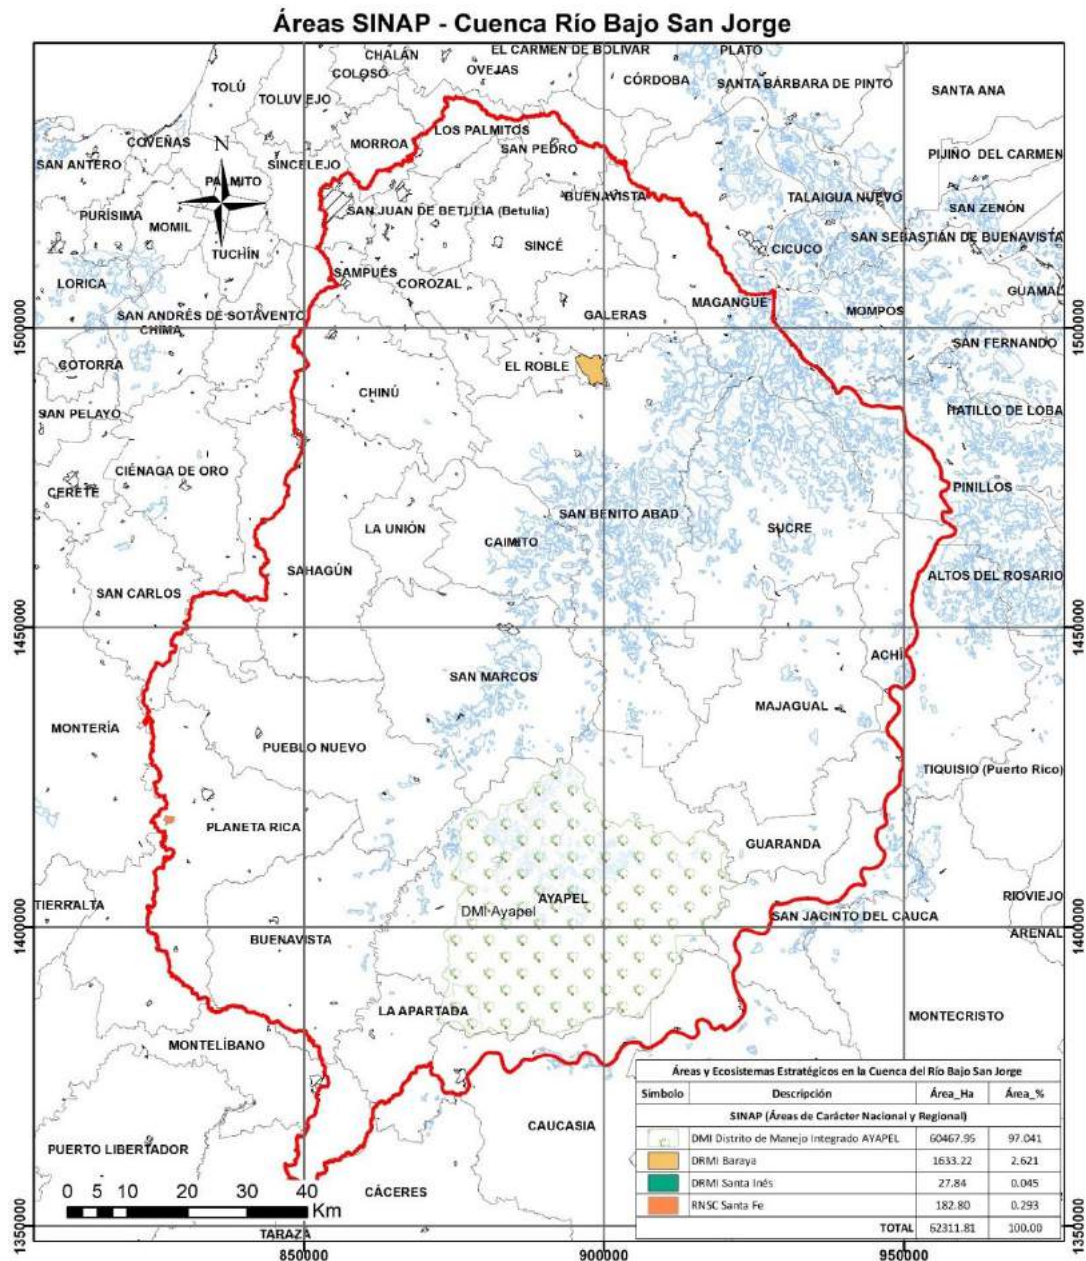 Áreas SINAP - Cuenca Río Bajo San Jorge
EL CARMEN DE BOLIVAR
PLATO
CHALÁN
COLOSÓ
OVEJAS
CÓRDOBA
SANTA BÁRBARA DE PINTO
SANTA ANA
TOLÚ
TOLUVIEJO
LOS PALMITOS
COVEÑAS
N
MORROA
SAN PEDRO
SAN ANTERO
SINCELEJO
PIJIÑO DEL CARMEN
PALMITO
BUENAVISTA
TALAIGUA NUEVO
SAN ZENÓN
PURÍSIMA
MOMIL
SAN JUAN DE BETULIA (Betulia)
SINCÉ
CICUCO
SAN SEBASTIÁN DE BUENAVISTA
TUCHÍN
SAMPUÉS
COROZAL
LORICA
GUAMAL
MAGANGUÉ
MOMPOS
SAN ANDRÉS DE SOTAVENTO
GALERAS
CHIMA
SAN FERNANDO
1500000
1500000
COTORRA
EL ROBLE
CHINÚ
SAN PELAYO
HATILLO DE LOBA
CIÉNAGA DE ORO
CERETÉ
PINILLOS
LA UNIÓN
SAN BENITO ABAD
SUCRE
CAIMITO
SAHAGÚN
ALTOS DEL ROSARIO
SAN CARLOS
1450000
1450000
ACHÍ
SAN MARCOS
MAJAGUAL
MONTERÍA
PUEBLO NUEVO
TIQUISIO (Puerto Rico)
PLANETA RICA
GUARANDA
TIERRALTA
AYAPEL
DMI Ayapel
RIOVIEJO
SAN JACINTO DEL CAUCA
1400000
1400000
ARENAL
BUENAVISTA
LA APARTADA
MONTECRISTO
MONTELÍBANO
CAUCASIA
PUERTO LIBERTADOR
CÁCERES
0 5 10 20 30 40
Km
TARAZA
1350000
1350000
850000 900000 950000
Áreas y Ecosistemas Estratégicos en la Cuenca del Río Bajo San Jorge
Símbolo Descripción Área_Ha Área_%
SINAP (Áreas de Carácter Nacional y Regional)
DMI Distrito de Manejo Integrado AYAPEL 60467.95 97.041
DRMI Baraya 1633.22 2.621
DRMI Santa Inés 27.84 0.045
RNSC Santa Fe 182.80 0.293
TOTAL 62311.81 100.00